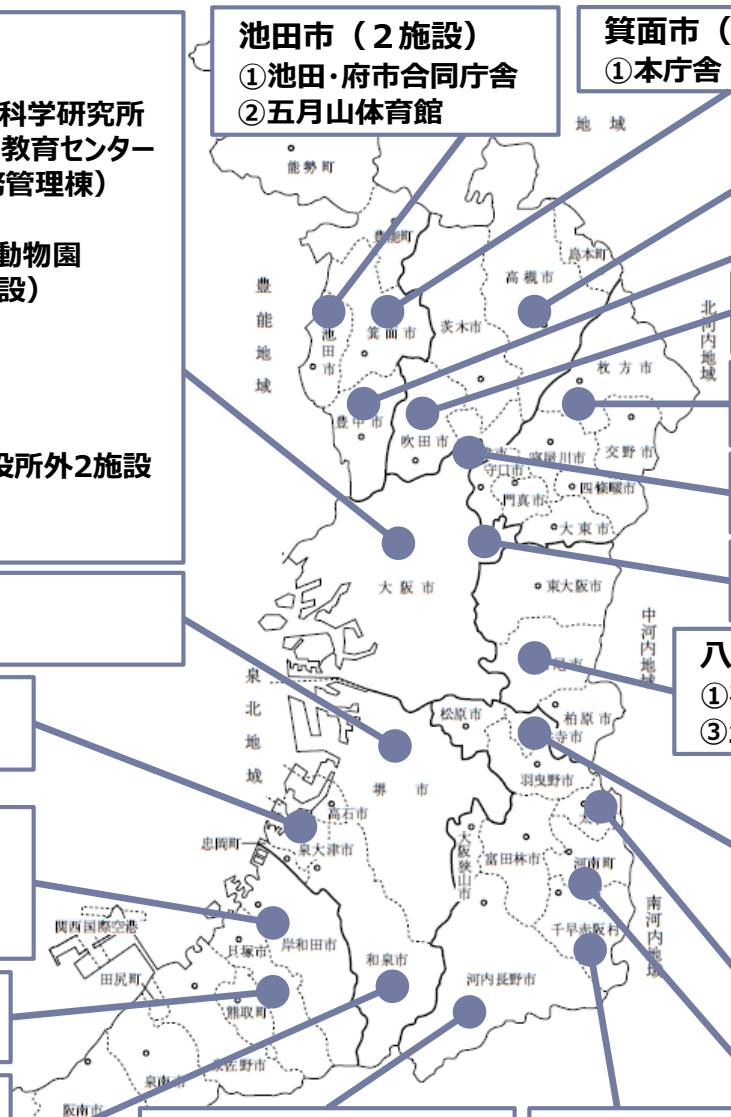 科学研究所
教育センター
管理棟）
動物園
設）
役所外2施設
池田市（２施設）
①池田・府市合同庁舎
②五月山体育館
箕面市（
①本庁舎
地 域
能勢町
豊能町
島本町
高槻市
豊能地域
池田市
箕面市
茨木市
北河内地域
枚方市
豊中市
吹田市
寝屋川市
交野市
守口市
門真市
四條畷市
大東市
大阪市
東大阪市
中河内地域
八
①
③
泉北地域
松原市
柏原市
寺市
羽曳野市
堺 市
高石市
忠岡町
泉大津市
大阪狭山市
富田林市
河南町
関西国際空港
千早赤阪村
南河内地域
貝塚市
岸和田市
和泉市
田尻町
河内長野市
熊取町
泉佐野市
泉南市
阪南市